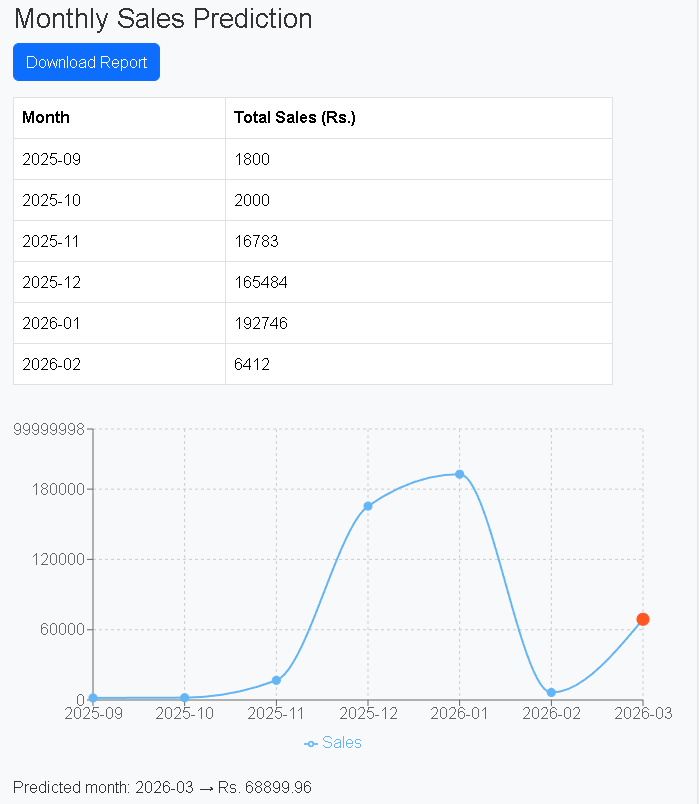 Monthly Sales Prediction
Download Report
Month Total Sales (Rs.)
2025-09 1800
2025-10 2000
2025-11 16783
2025-12 165484
2026-01 192746
2026-02 6412
99999998
180000
120000
60000
0
2025-09 2025-10 2025-11 2025-12 2026-01 2026-02 2026-03
Sales
Predicted month: 2026-03 → Rs. 68899.96